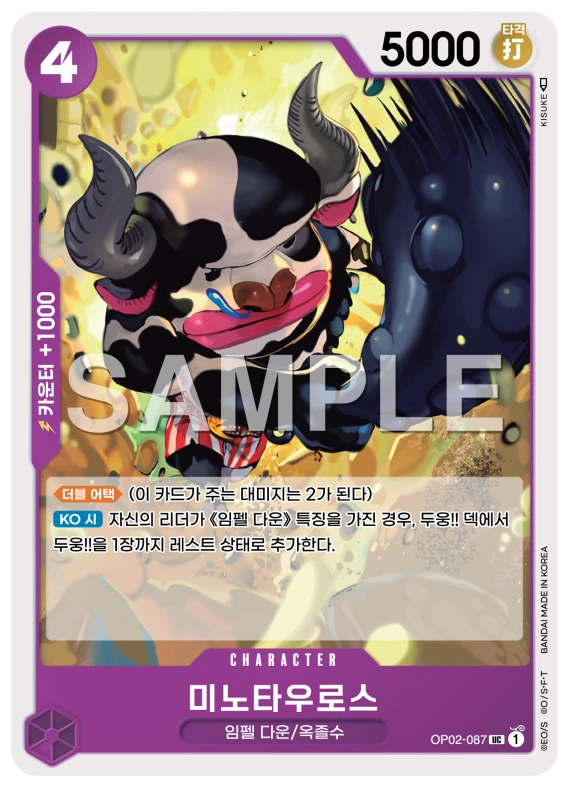 4
5000
타격
打
KISUKE
카운터 +1000
SAMPLE
더블 어택 (이 카드가 주는 대미지는 2가 된다)
KO 시 자신의 리더가 《임펠 다운》 특징을 가진 경우, 두웅!! 덱에서
두웅!!을 1장까지 레스트 상태로 추가한다.
CHARACTER
미노타우로스
임펠 다운/옥졸수
OP02-087 UC 1
©E.O/S ©O/S·F·T BANDAI MADE IN KOREA